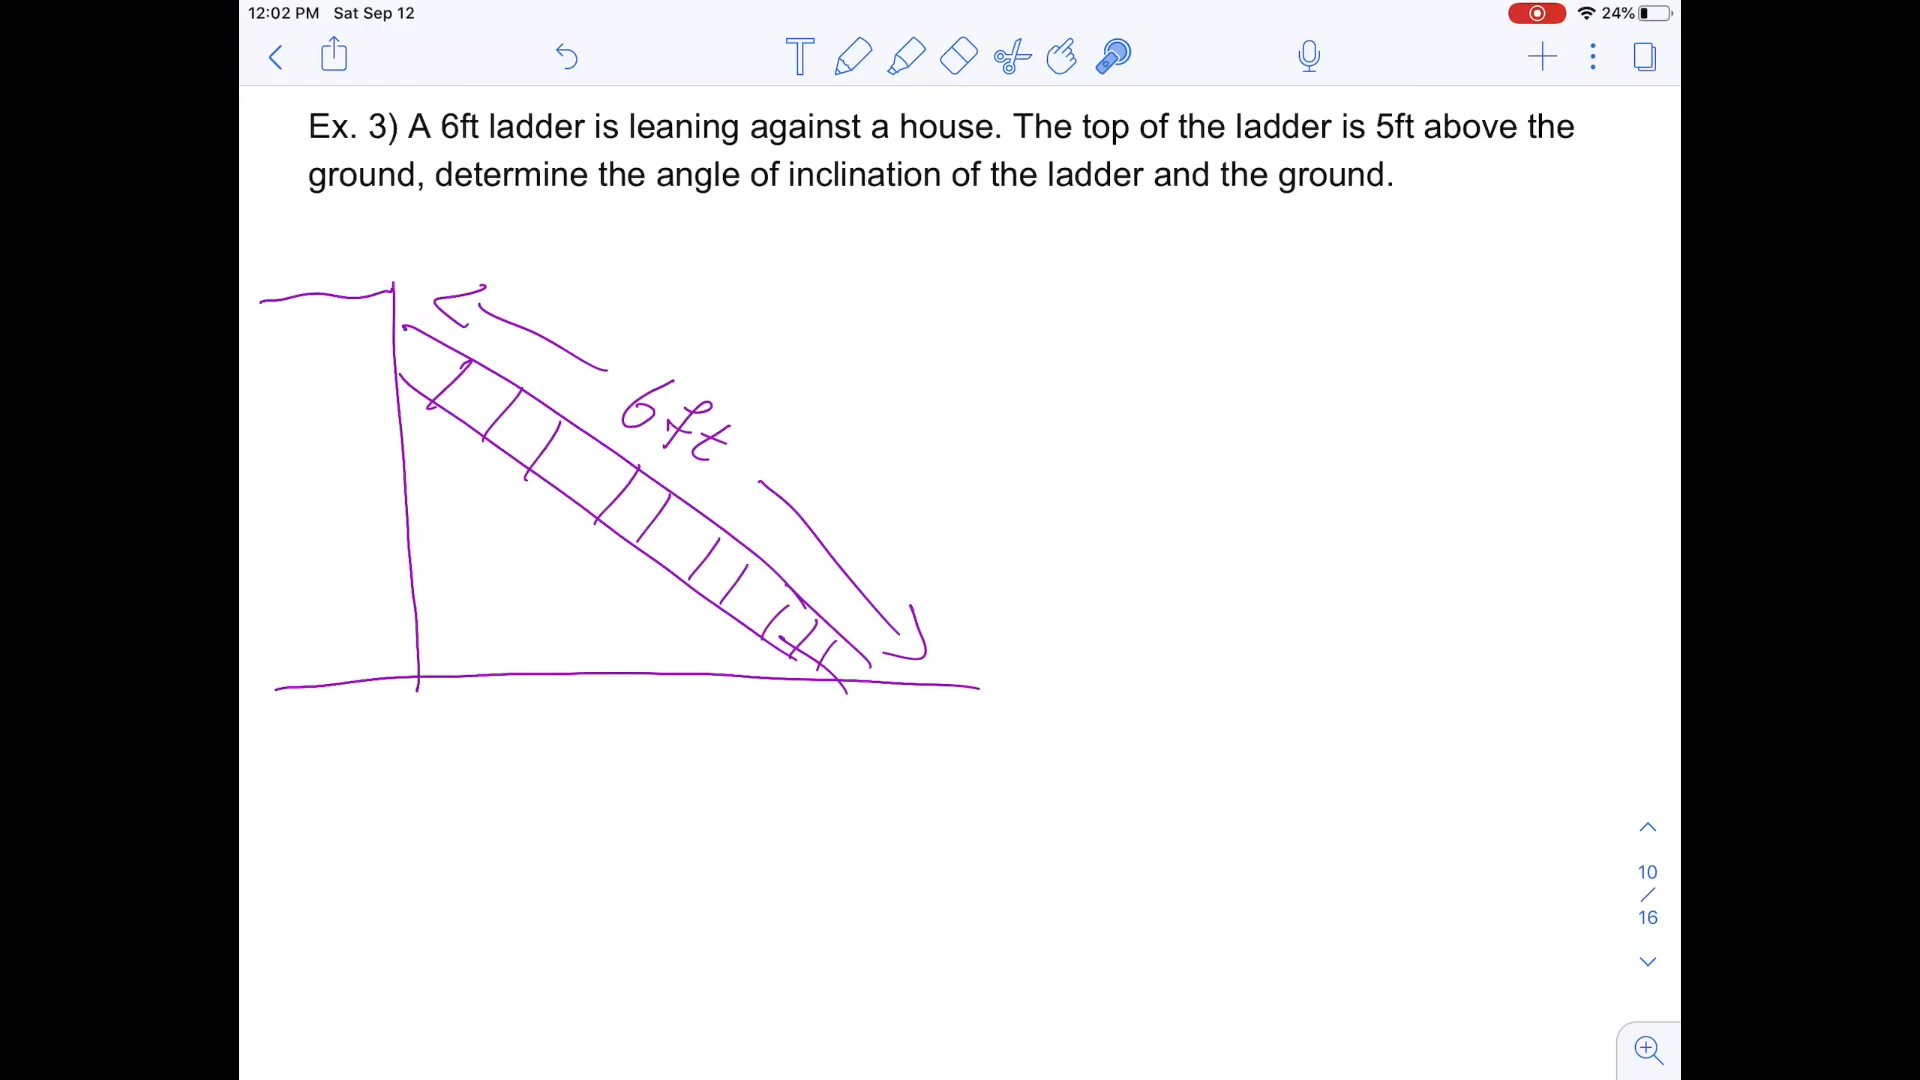 12:02 PM Sat Sep 12
24%
T
Ex. 3) A 6ft ladder is leaning against a house. The top of the ladder is 5ft above the
ground, determine the angle of inclination of the ladder and the ground.
6ft
10
/
16